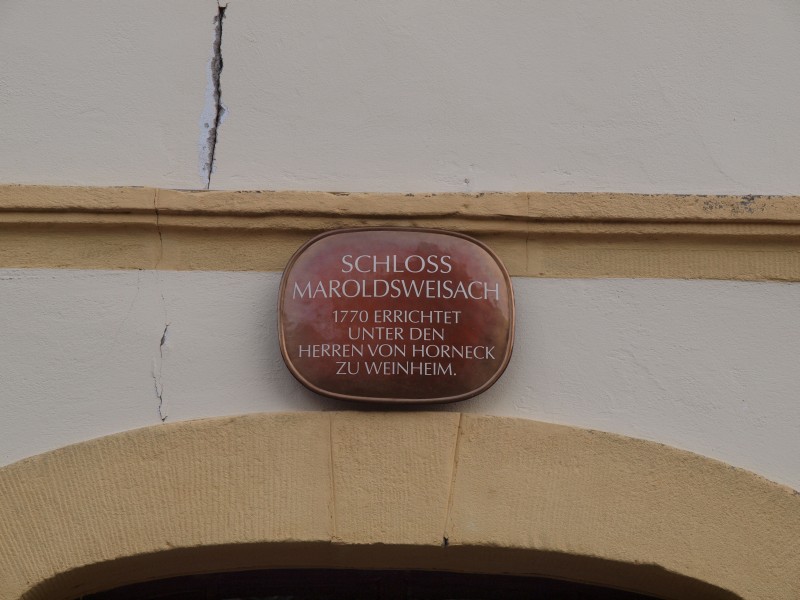 SCHLOSS
MAROLDSWEISACH
1770 ERRICHTET
UNTER DEN
HERREN VON HORNECK
ZU WEINHEIM.